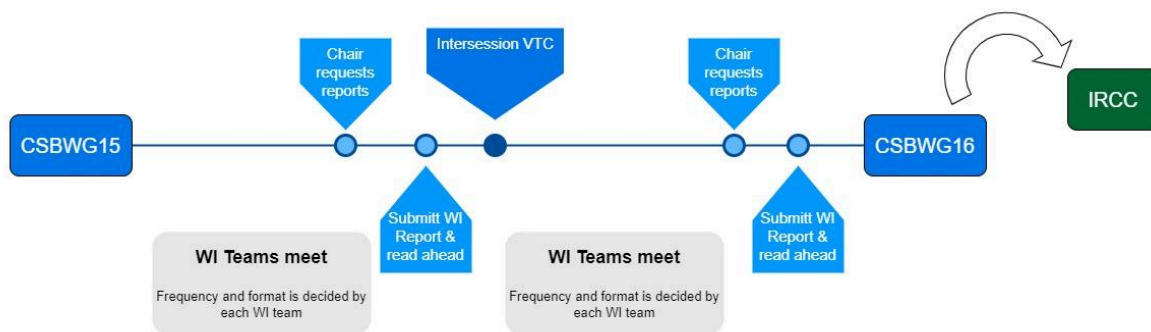 Chair
requests
reports
Intersession VTC
Chair
requests
reports
IRCC
CSBWG15
CSBWG16
Submitt WI
Report &
read ahead
Submitt WI
Report &
read ahead
WI Teams meet
Frequency and format is decided by
each WI team
WI Teams meet
Frequency and format is decided by
each WI team